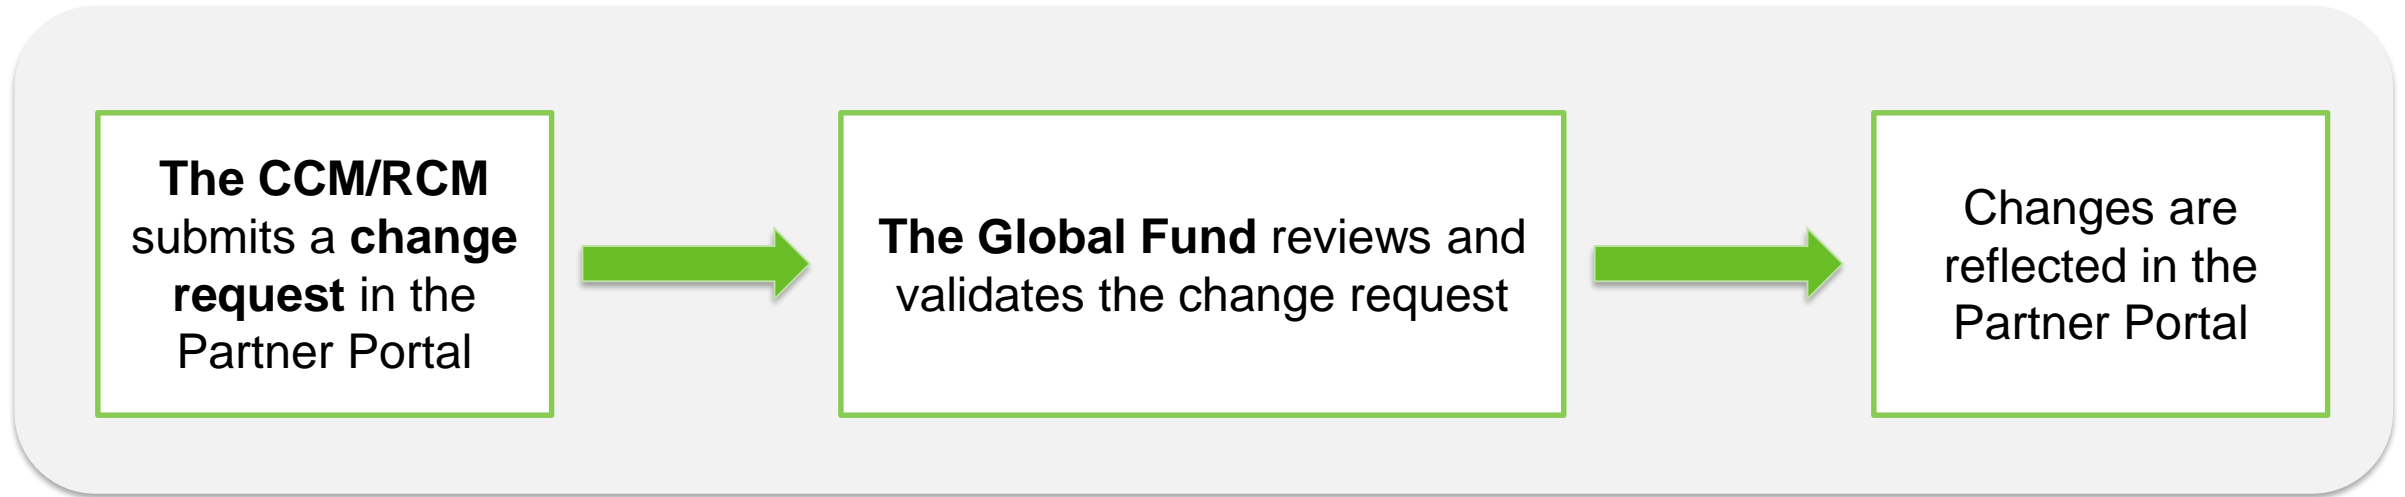 The CCM/RCM
submits a change
request in the
Partner Portal
The Global Fund reviews and
validates the change request
Changes are
reflected in the
Partner Portal